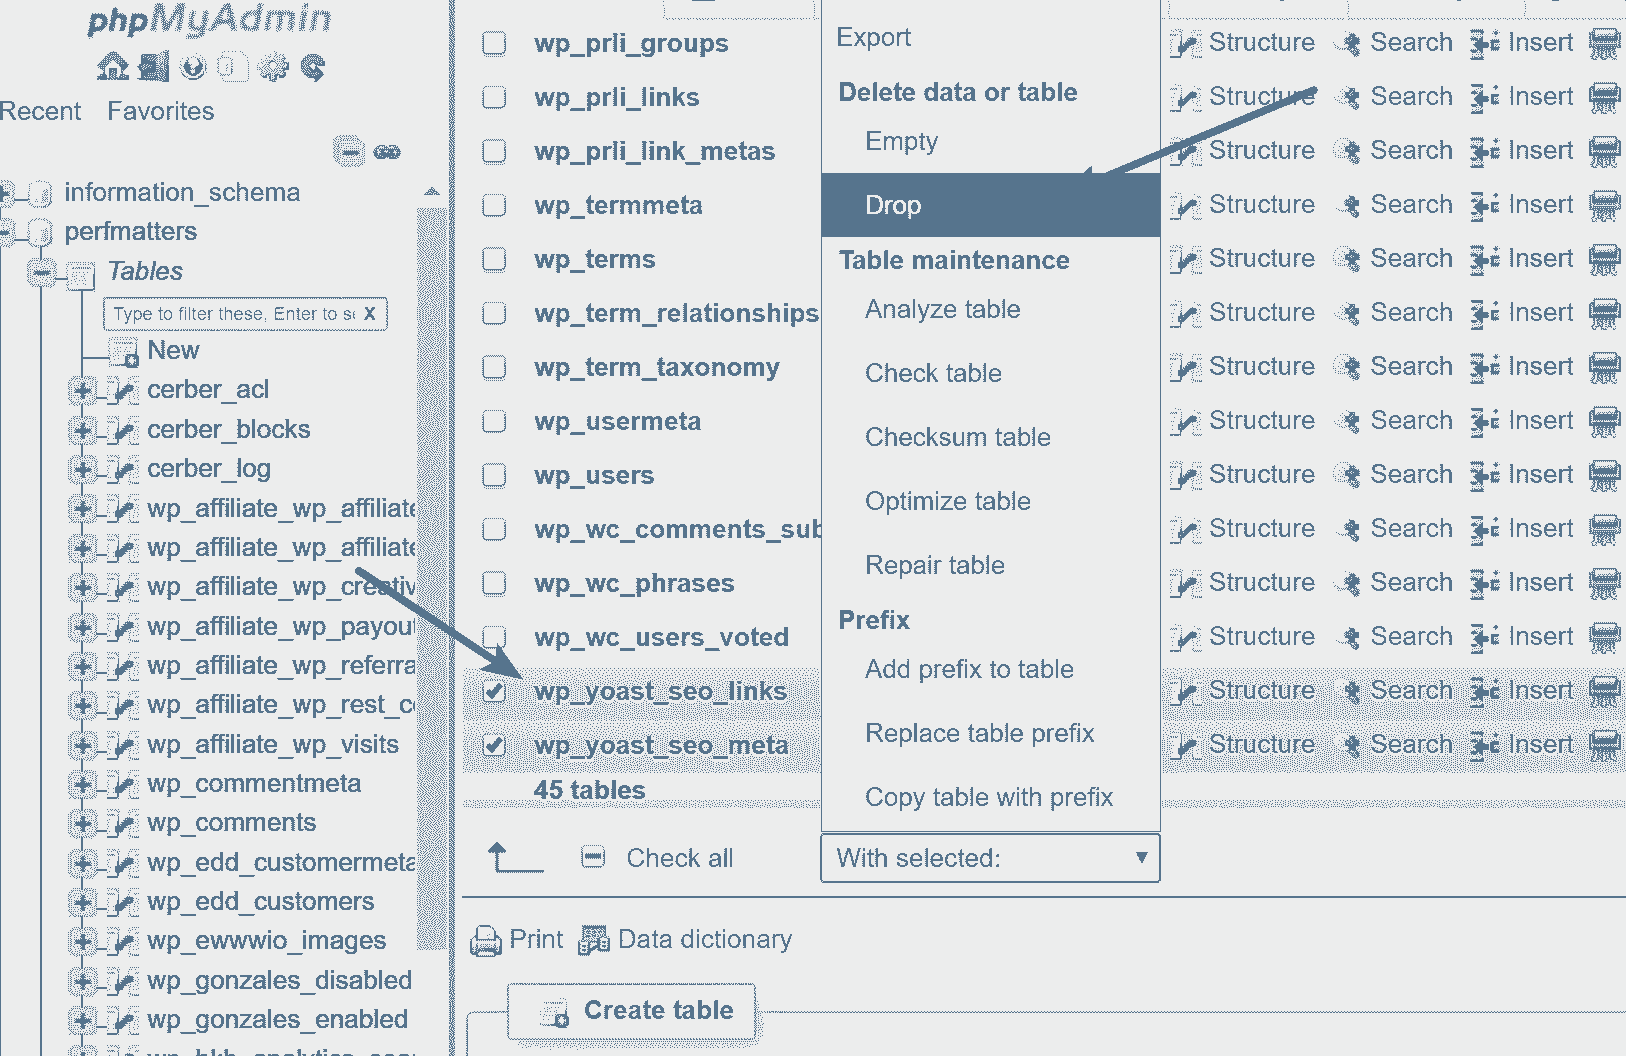 phpMyAdmin
Recent Favorites
information_schema
perfmatters
Tables
Type to filter these, Enter to s X
New
cerber_acl
cerber_blocks
cerber_log
wp_affiliate_wp_affiliate
wp_affiliate_wp_affiliate
wp_affiliate_wp_creativ
wp_affiliate_wp_payou
wp_affiliate_wp_referra
wp_affiliate_wp_rest_c
wp_affiliate_wp_visits
wp_commentmeta
wp_comments
wp_edd_customermeta
wp_edd_customers
wp_ewwwio_images
wp_gonzales_disabled
wp_gonzales_enabled
wp_prli_groups
wp_prli_links
wp_prli_link_metas
wp_termmeta
wp_terms
wp_term_relationships
wp_term_taxonomy
wp_usermeta
wp_users
wp_wc_comments_sub
wp_wc_phrases
wp_wc_users_voted
wp_yoast_seo_links
wp_yoast_seo_meta
45 tables
Check all
Export
Delete data or table
Empty
Drop
Table maintenance
Analyze table
Check table
Checksum table
Optimize table
Repair table
Prefix
Add prefix to table
Replace table prefix
Copy table with prefix
With selected:
Structure Search Insert
Structure Search Insert
Structure Search Insert
Structure Search Insert
Structure Search Insert
Structure Search Insert
Structure Search Insert
Structure Search Insert
Structure Search Insert
Structure Search Insert
Structure Search Insert
Structure Search Insert
Structure Search Insert
Structure Search Insert
Print Data dictionary
Create table